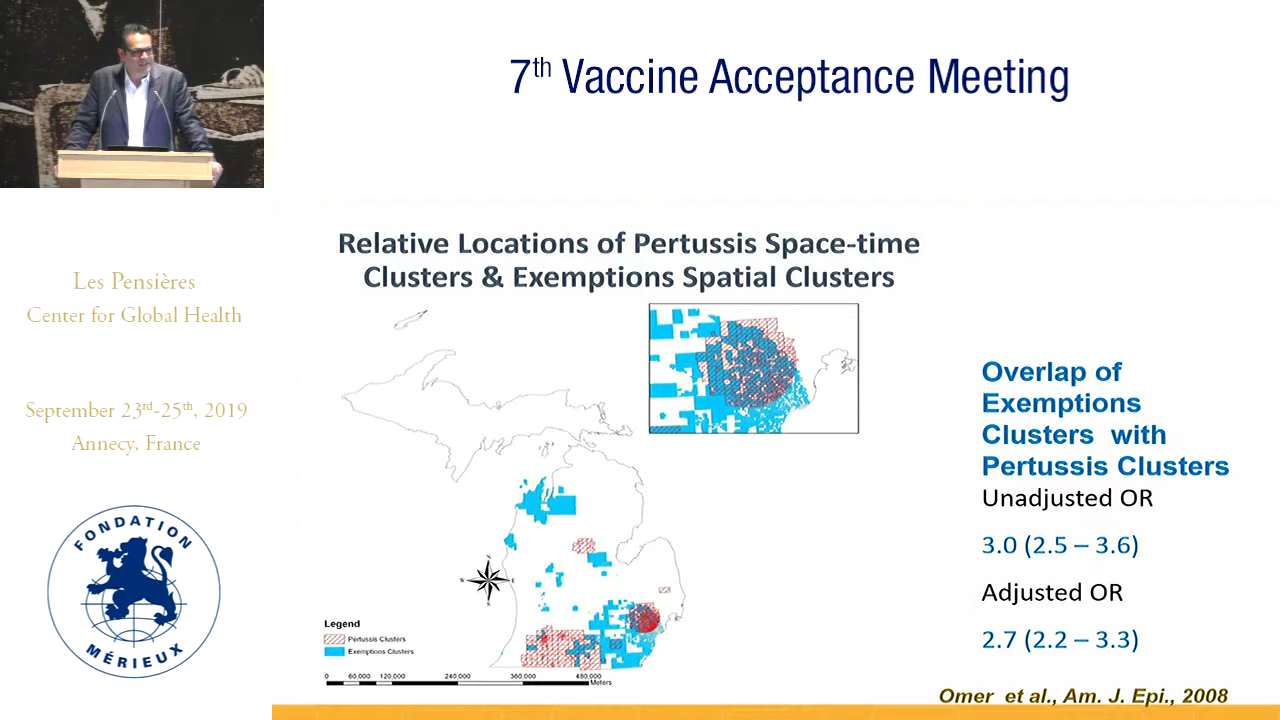 7th Vaccine Acceptance Meeting
Les Pensières
Center for Global Health
September 23rd-25th, 2019
Annecy, France
FONDATION
MÉRIEUX
Relative Locations of Pertussis Space-time
Clusters & Exemptions Spatial Clusters
N
W
E
S
Legend
Pertussis Clusters
Exemptions Clusters
0 60,000 120,000 240,000 360,000 480,000
Meters
Overlap of
Exemptions
Clusters with
Pertussis Clusters
Unadjusted OR
3.0 (2.5 – 3.6)
Adjusted OR
2.7 (2.2 – 3.3)
Omer et al., Am. J. Epi., 2008